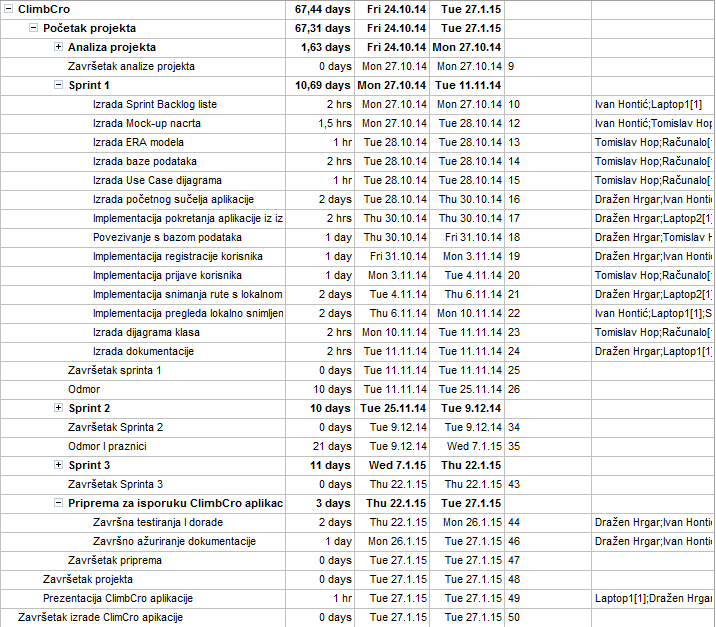 ClimbCro 67,44 days Fri 24.10.14 Tue 27.1.15
Početak projekta 67,31 days Fri 24.10.14 Tue 27.1.15
Analiza projekta 1,63 days Fri 24.10.14 Mon 27.10.14
Završetak analize projekta 0 days Mon 27.10.14 Mon 27.10.14 9
Sprint 1 10,69 days Mon 27.10.14 Tue 11.11.14
Izrada Sprint Backlog liste 2 hrs Mon 27.10.14 Mon 27.10.14 10 Ivan Hontić;Laptop1[1]
Izrada Mock-up nacrta 1,5 hrs Mon 27.10.14 Tue 28.10.14 12 Ivan Hontić;Tomislav Hop
Izrada ERA modela 1 hr Tue 28.10.14 Tue 28.10.14 13 Tomislav Hop;Računalo[
Izrada baze podataka 2 hrs Tue 28.10.14 Tue 28.10.14 14 Tomislav Hop;Računalo[
Izrada Use Case dijagrama 1 hr Tue 28.10.14 Tue 28.10.14 15 Tomislav Hop;Računalo[
Izrada početnog sučelja aplikacije 2 days Tue 28.10.14 Thu 30.10.14 16 Dražen Hrgar;Ivan Honti
Implementacija pokretanja aplikacije iz iz 2 hrs Thu 30.10.14 Thu 30.10.14 17 Dražen Hrgar;Laptop2[1]
Povezivanje s bazom podataka 1 day Thu 30.10.14 Fri 31.10.14 18 Dražen Hrgar;Tomislav H
Implementacija registracije korisnika 1 day Fri 31.10.14 Mon 3.11.14 19 Dražen Hrgar;Ivan Honti
Implementacija prijave korisnika 1 day Mon 3.11.14 Tue 4.11.14 20 Tomislav Hop;Računalo[
Implementacija snimanja rute s lokalnom 2 days Tue 4.11.14 Thu 6.11.14 21 Dražen Hrgar;Laptop2[1]
Implementacija pregleda lokalno snimljen 2 days Thu 6.11.14 Mon 10.11.14 22 Ivan Hontić;Laptop1[1];S
Izrada dijagrama klasa 2 hrs Mon 10.11.14 Tue 11.11.14 23 Tomislav Hop;Računalo[
Izrada dokumentacije 2 hrs Tue 11.11.14 Tue 11.11.14 24 Dražen Hrgar;Laptop1[1]
Završetak sprinta 1 0 days Tue 11.11.14 Tue 11.11.14 25
Odmor 10 days Tue 11.11.14 Tue 25.11.14 26
Sprint 2 10 days Tue 25.11.14 Tue 9.12.14
Završetak Sprinta 2 0 days Tue 9.12.14 Tue 9.12.14 34
Odmor I praznici 21 days Tue 9.12.14 Wed 7.1.15 35
Sprint 3 11 days Wed 7.1.15 Thu 22.1.15
Završetak Sprinta 3 0 days Thu 22.1.15 Thu 22.1.15 43
Priprema za isporuku ClimbCro aplikac 3 days Thu 22.1.15 Tue 27.1.15
Završna testiranja I dorade 2 days Thu 22.1.15 Mon 26.1.15 44 Dražen Hrgar;Ivan Honti
Završno ažuriranje dokumentacije 1 day Mon 26.1.15 Tue 27.1.15 46 Dražen Hrgar;Ivan Honti
Završetak priprema 0 days Tue 27.1.15 Tue 27.1.15 47
Završetak projekta 0 days Tue 27.1.15 Tue 27.1.15 48
Prezentacija ClimbCro aplikacije 1 hr Tue 27.1.15 Tue 27.1.15 49 Laptop1[1];Dražen Hrgar
Završetak izrade ClimCro apikacije 0 days Tue 27.1.15 Tue 27.1.15 50